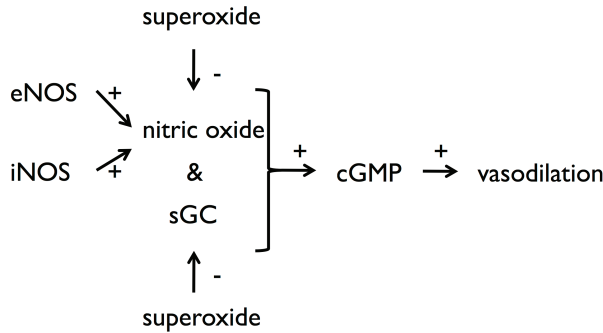 superoxide
-
eNOS
+
nitric oxide
iNOS
+
&
+
cGMP
+
vasodilation
sGC
-
superoxide